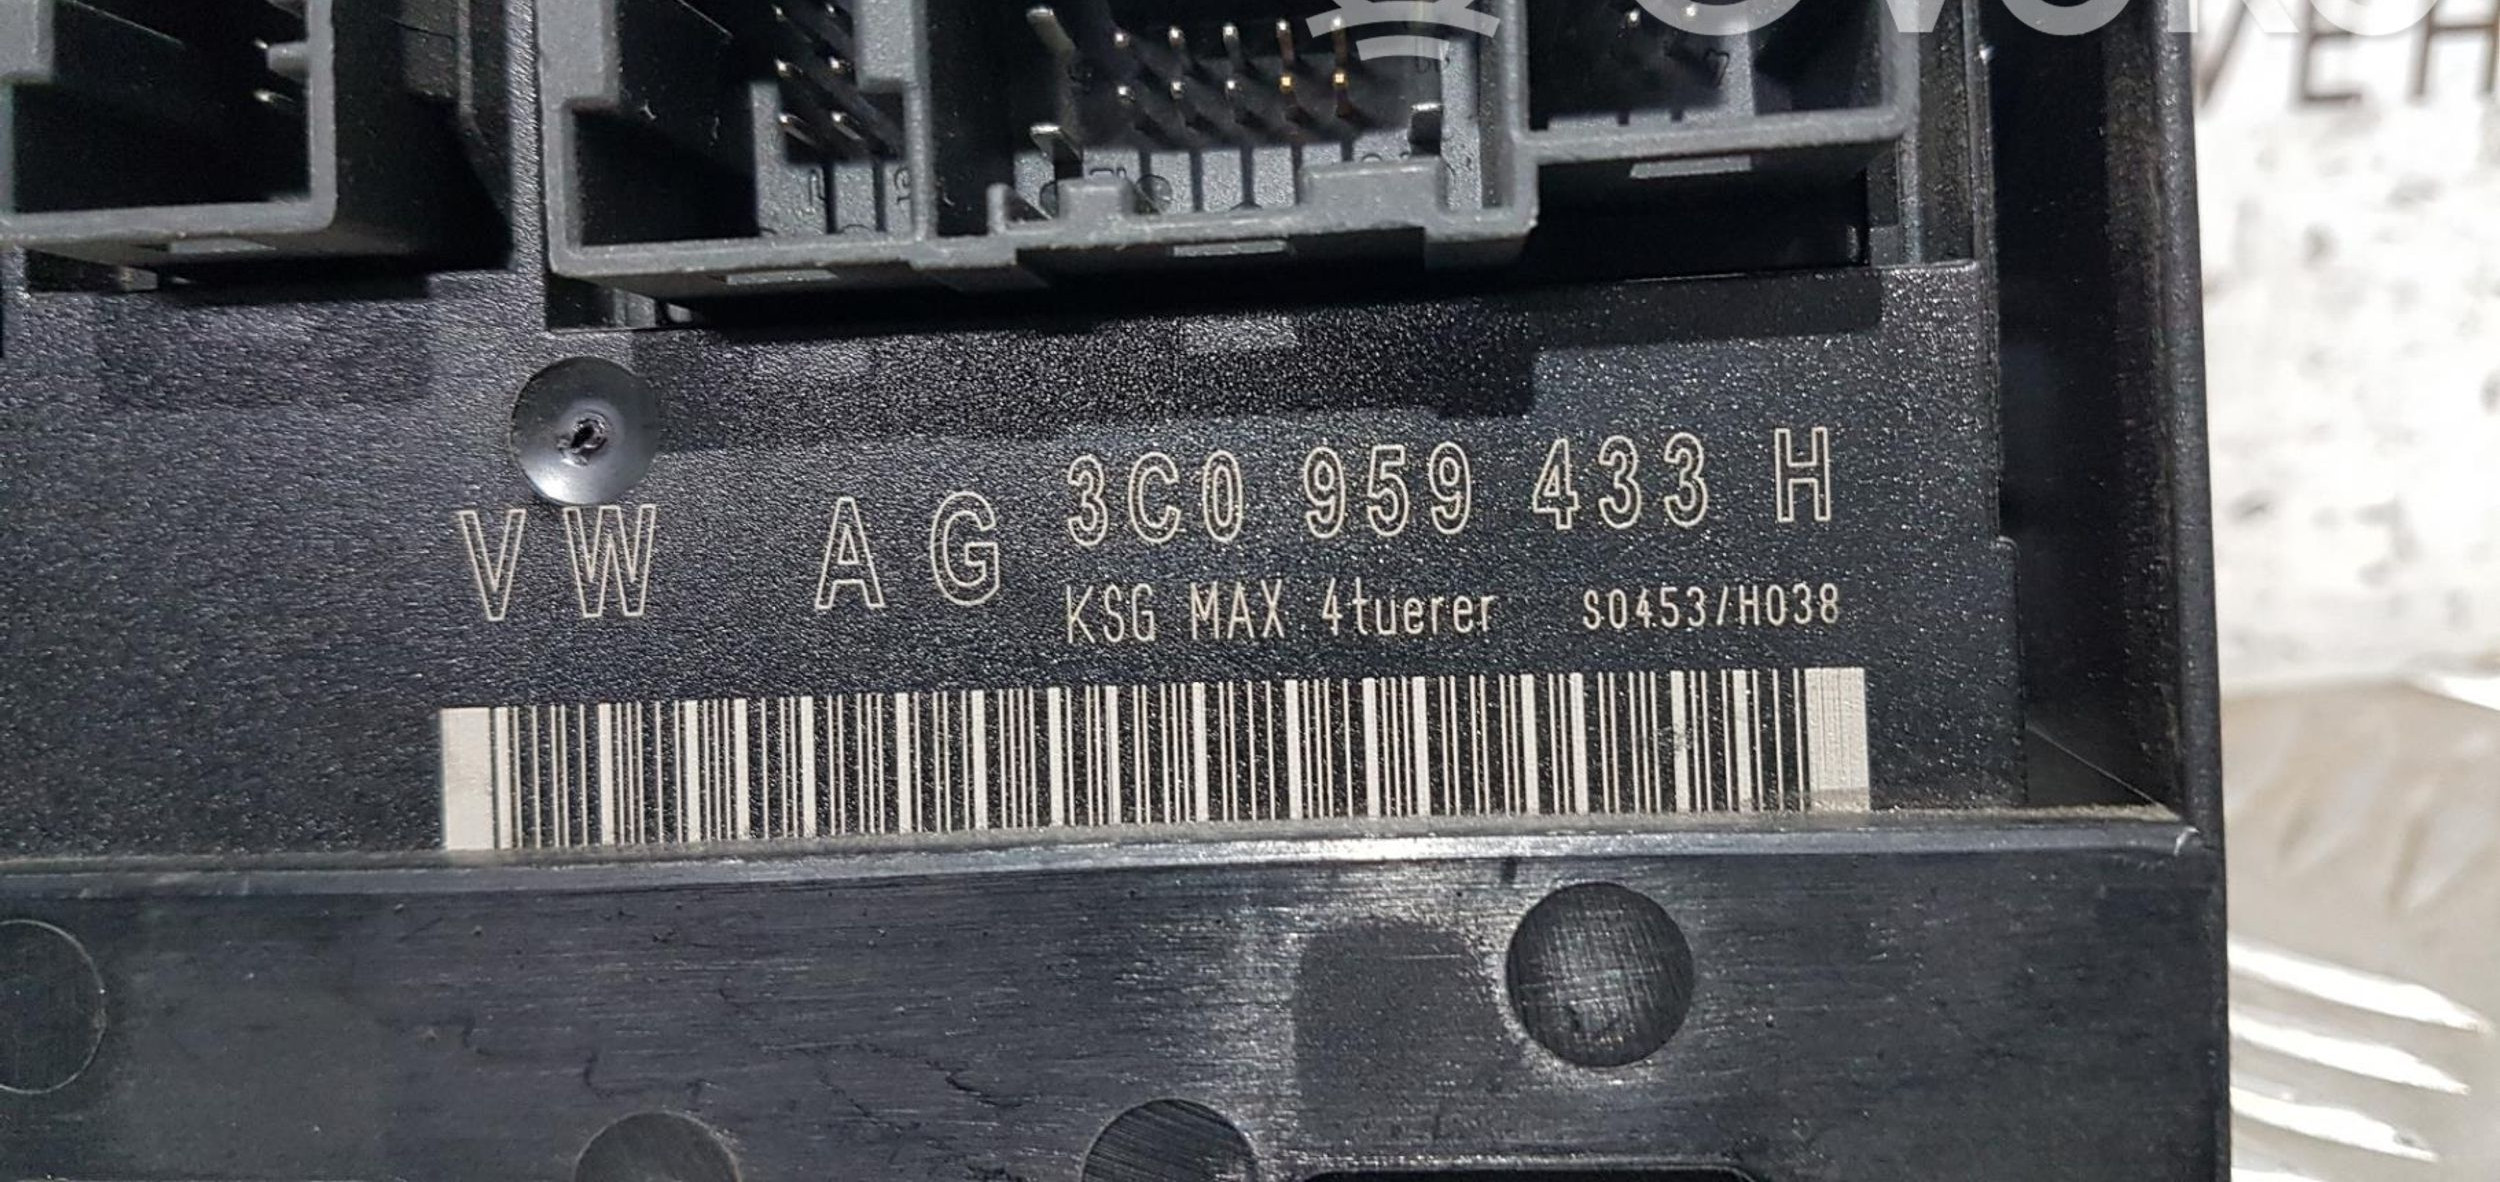 VW AG 3C0 959 433 H
KSG MAX 4tuerer S0453/H038